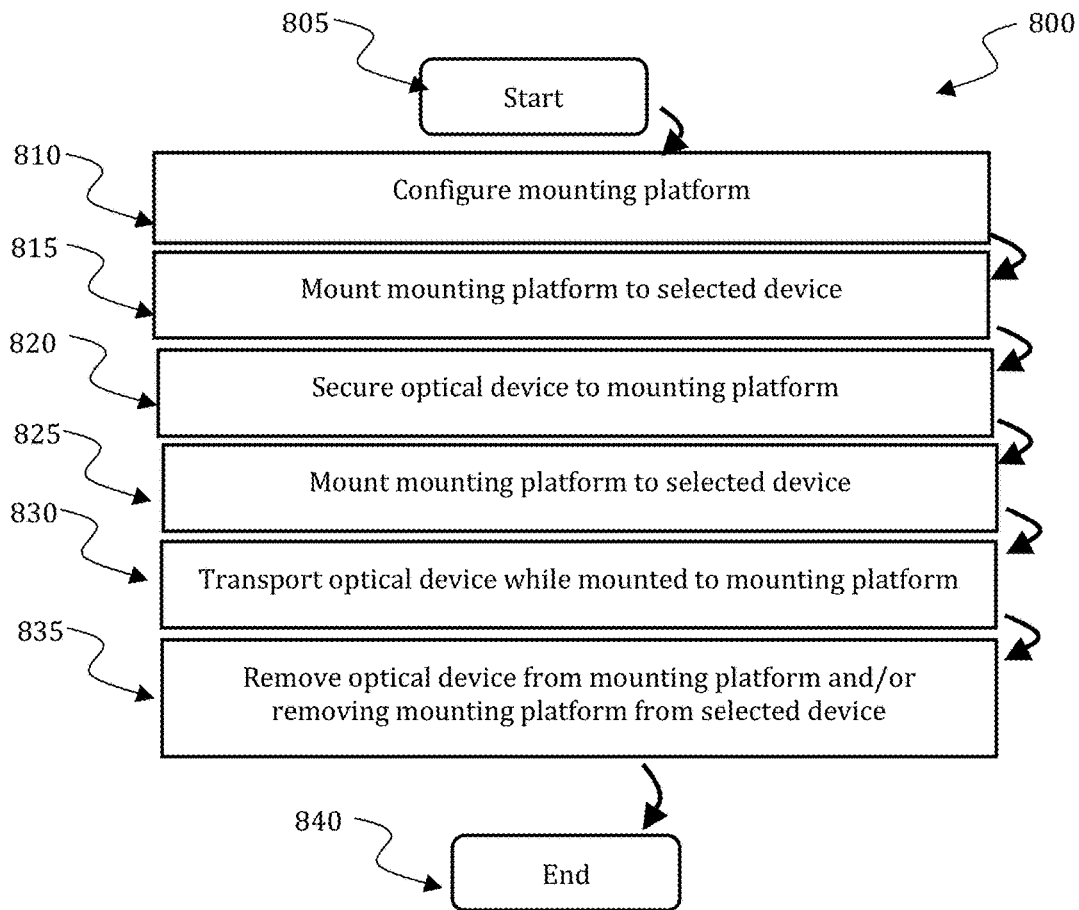 805
800
Start
810
Configure mounting platform
815
Mount mounting platform to selected device
820
Secure optical device to mounting platform
825
Mount mounting platform to selected device
830
Transport optical device while mounted to mounting platform
835
Remove optical device from mounting platform and/or
removing mounting platform from selected device
840
End